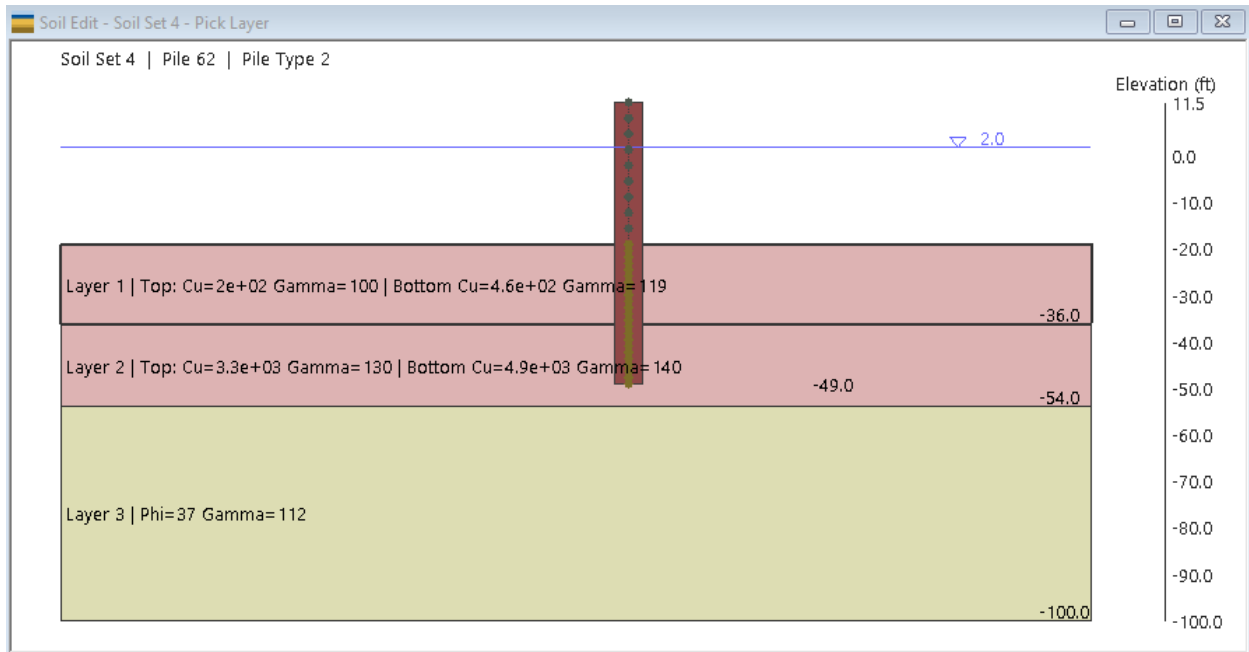 Soil Edit - Soil Set 4 - Pick Layer
Soil Set 4 | Pile 62 | Pile Type 2
Elevation (ft)
11.5
2.0
0.0
-10.0
-20.0
Layer 1 | Top: Cu=2e+02 Gamma=100 | Bottom Cu=4.6e+02 Gamma=119
-30.0
-36.0
-40.0
Layer 2 | Top: Cu=3.3e+03 Gamma=130 | Bottom Cu=4.9e+03 Gamma=140
-49.0
-50.0
-54.0
-60.0
-70.0
Layer 3 | Phi=37 Gamma=112
-80.0
-90.0
-100.0
-100.0